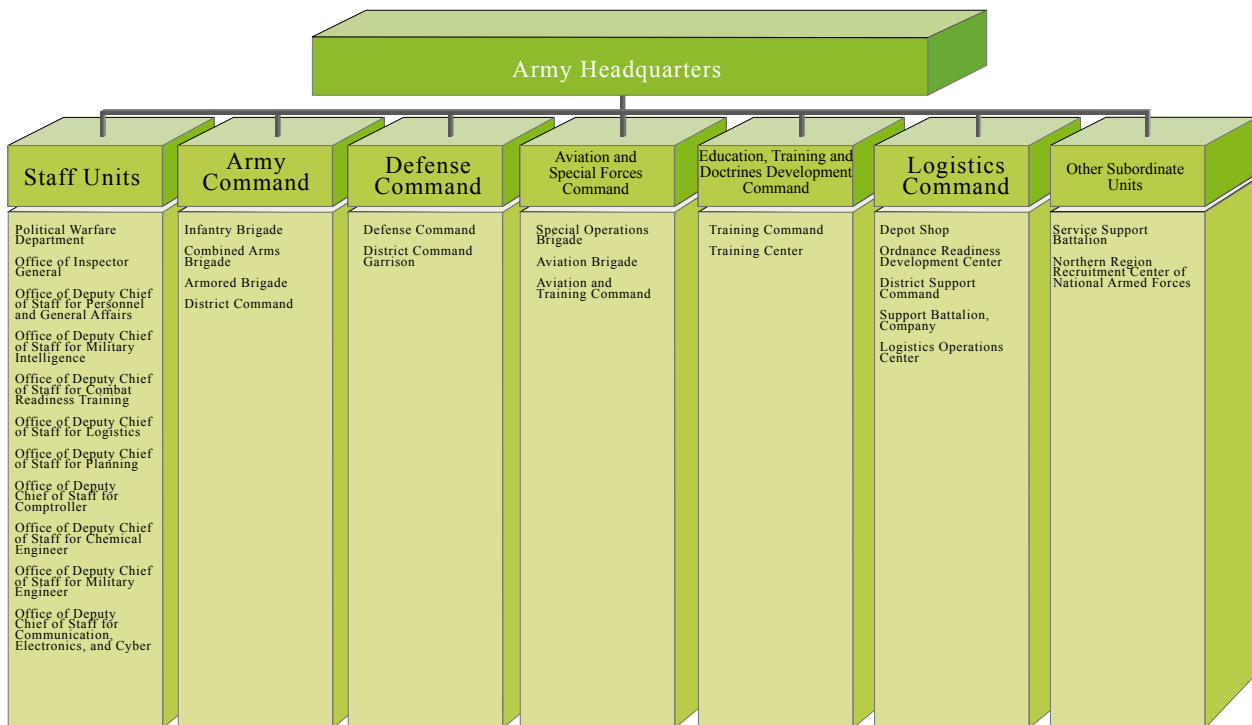 Army Headquarters
Staff Units
Political Warfare
Department
Office of Inspector
General
Office of Deputy Chief
of Staff for Personnel
and General Affairs
Office of Deputy Chief
of Staff for Military
Intelligence
Office of Deputy Chief
of Staff for Combat
Readiness Training
Office of Deputy Chief
of Staff for Logistics
Office of Deputy Chief
of Staff for Planning
Office of Deputy
Chief of Staff for
Comptroller
Office of Deputy Chief
of Staff for Chemical
Engineer
Office of Deputy Chief
of Staff for Military
Engineer
Office of Deputy
Chief of Staff for
Communication,
Electronics, and Cyber
Army
Command
Infantry Brigade
Combined Arms
Brigade
Armored Brigade
District Command
Defense
Command
Defense Command
District Command
Garrison
Aviation and
Special Forces
Command
Special Operations
Brigade
Aviation Brigade
Aviation and
Training Command
Education, Training and
Doctrines Development
Command
Training Command
Training Center
Logistics
Command
Depot Shop
Ordnance Readiness
Development Center
District Support
Command
Support Battalion,
Company
Logistics Operations
Center
Other Subordinate
Units
Service Support
Battalion
Northern Region
Recruitment Center of
National Armed Forces